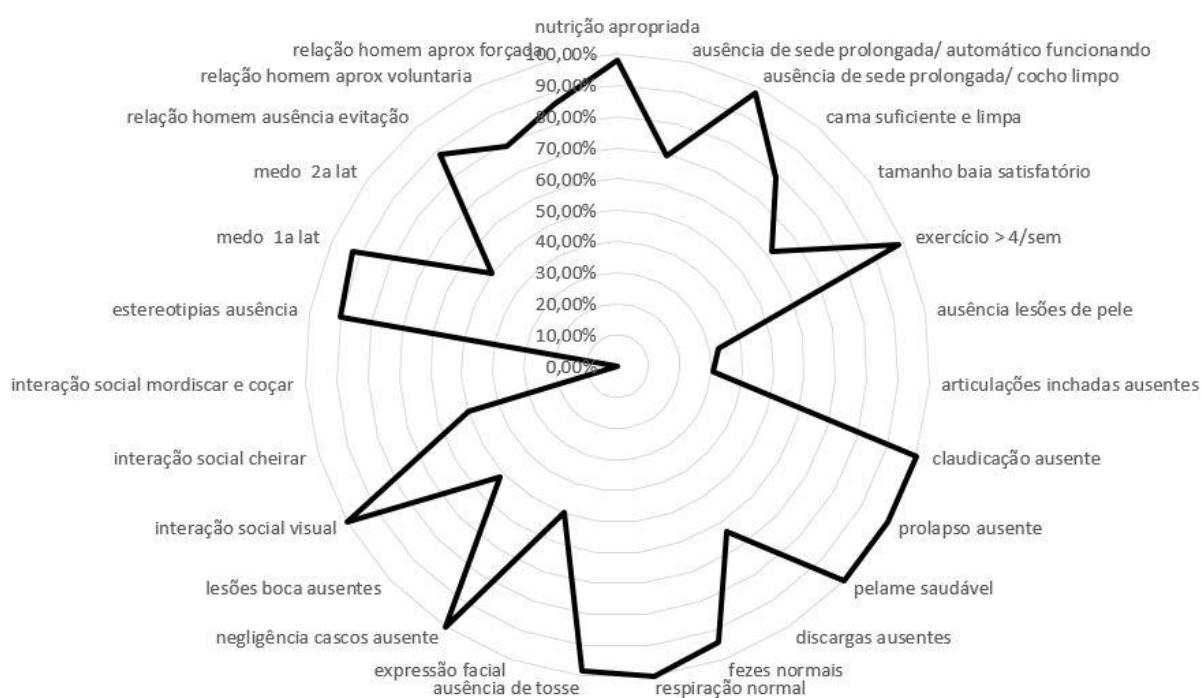 nutrição apropriada
ausência de sede prolongada/ automático funcionando
ausência de sede prolongada/ cocho limpo
cama suficiente e limpa
tamanho baia satisfatório
exercício >4/sem
ausência lesões de pele
articulações inchadas ausentes
claudicação ausente
prolapso ausente
pelame saudável
discargas ausentes
fezes normais
respiração normal
ausência de tosse
expressão facial
negligência cascos ausente
lesões boca ausentes
interação social visual
interação social cheirar
interação social mordiscar e coçar
estereotipias ausência
medo 1a lat
medo 2a lat
relação homem ausência evitação
relação homem aprox voluntaria
relação homem aprox forçada
100,00%
90,00%
80,00%
70,00%
60,00%
50,00%
40,00%
30,00%
20,00%
10,00%
0,00%